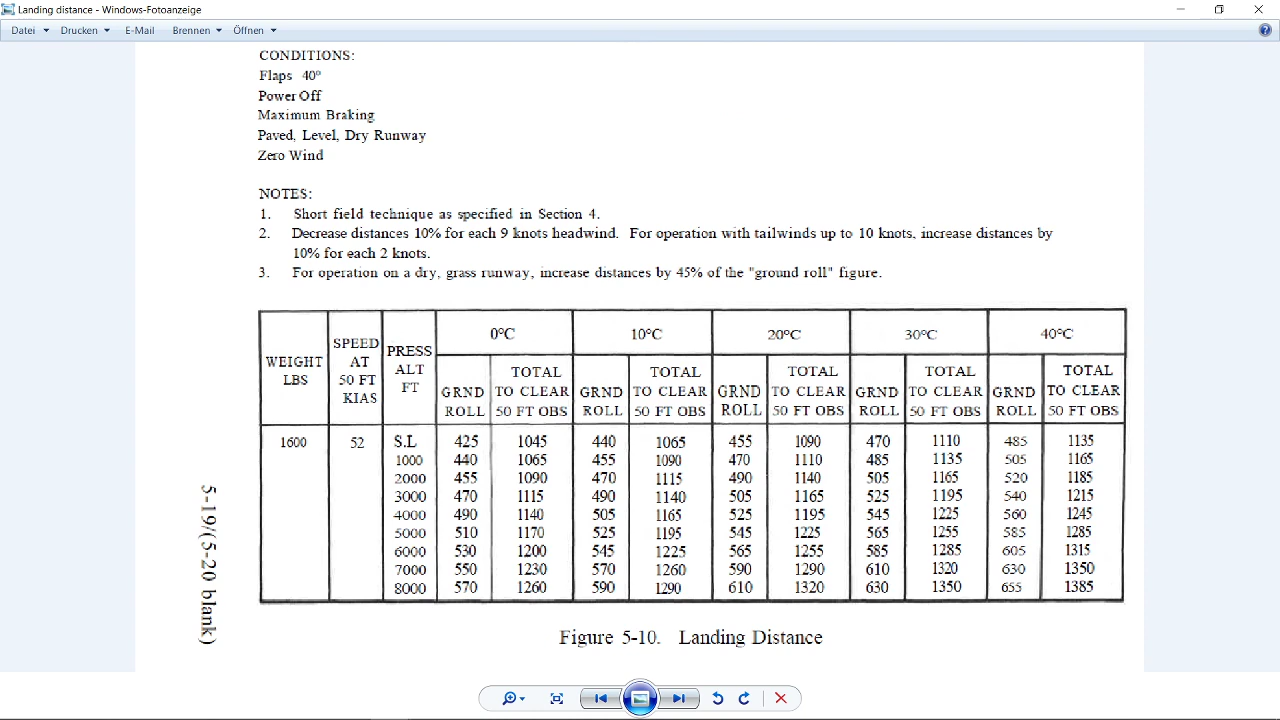 Landing distance - Windows-Fotoanzeige
Datei Drucken E-Mail Brennen Öffnen
CONDITIONS:
Flaps 40°
Power Off
Maximum Braking
Paved, Level, Dry Runway
Zero Wind
NOTES:
1. Short field technique as specified in Section 4.
2. Decrease distances 10% for each 9 knots headwind. For operation with tailwinds up to 10 knots, increase distances by
10% for each 2 knots.
3. For operation on a dry, grass runway, increase distances by 45% of the "ground roll" figure.
WEIGHT LBS
SPEED AT 50 FT KIAS
PRESS ALT FT
0°C 10°C 20°C 30°C 40°C
GRND ROLL TOTAL TO CLEAR 50 FT OBS GRND ROLL TOTAL TO CLEAR 50 FT OBS GRND ROLL TOTAL TO CLEAR 50 FT OBS GRND ROLL TOTAL TO CLEAR 50 FT OBS GRND ROLL TOTAL TO CLEAR 50 FT OBS
1600 52 S.L 425 1045 440 1065 455 1090 470 1110 485 1135
1000 440 1065 455 1090 470 1110 485 1135 505 1165
2000 455 1090 470 1115 490 1140 505 1165 520 1185
3000 470 1115 490 1140 505 1165 525 1195 540 1215
4000 490 1140 505 1165 525 1195 545 1225 560 1245
5000 510 1170 525 1195 545 1225 565 1255 585 1285
6000 530 1200 545 1225 565 1255 585 1285 605 1315
7000 550 1230 570 1260 590 1290 610 1320 630 1350
8000 570 1260 590 1290 610 1320 630 1350 655 1385
Figure 5-10. Landing Distance
5-19/(5-20 blank)